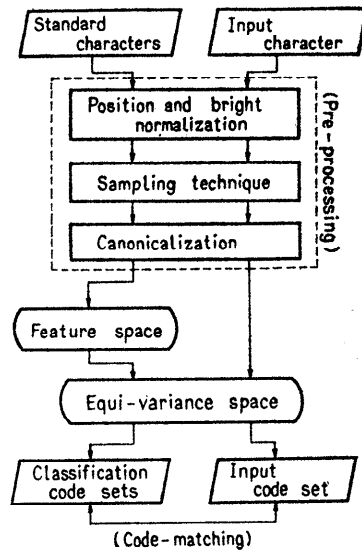 Standard
characters
Input
character
Position and bright
normalization
Sampling technique
Canonicalization
(Pre-processing)
Feature space
Equi-variance space
Classification
code sets
Input
code set
(Code-matching)